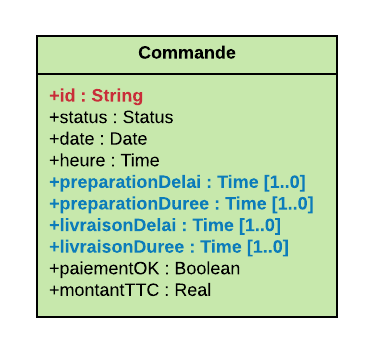 Commande
+id : String
+status : Status
+date : Date
+heure : Time
+preparationDelai : Time [1..0]
+preparationDuree : Time [1..0]
+livraisonDelai : Time [1..0]
+livraisonDuree : Time [1..0]
+paiementOK : Boolean
+montantTTC : Real